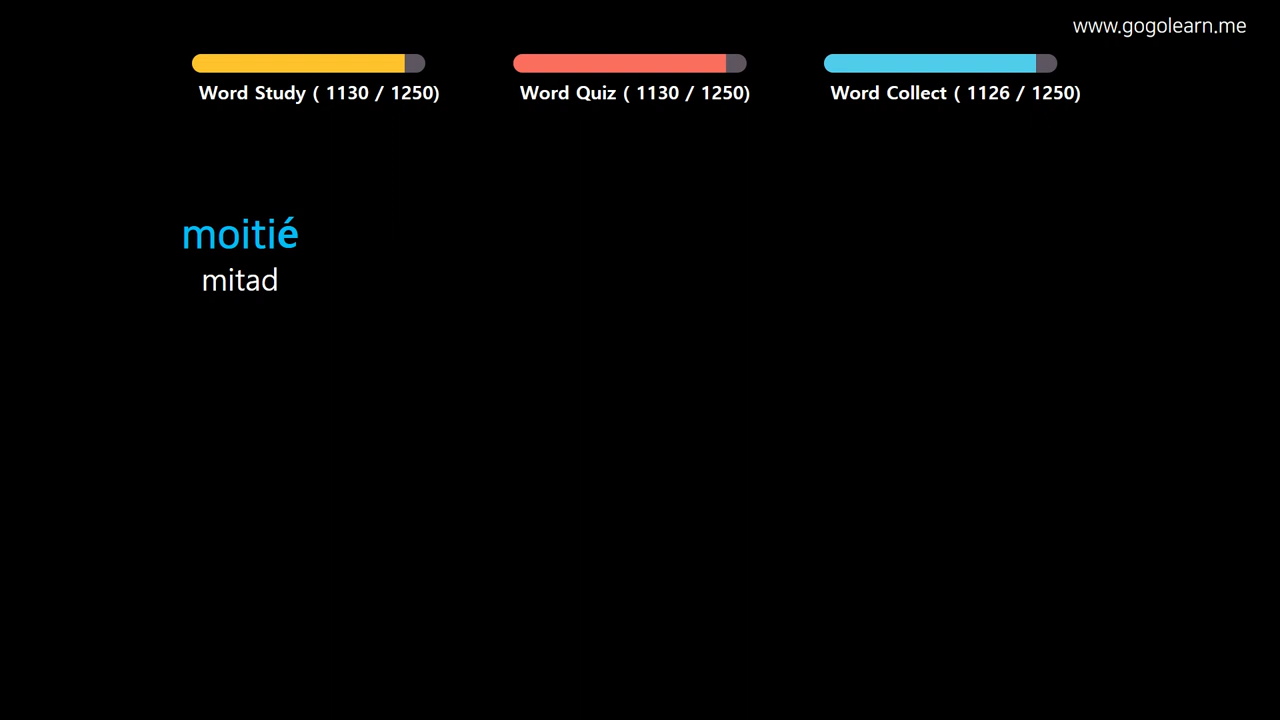 www.gogolearn.me
Word Study ( 1130 / 1250)
Word Quiz ( 1130 / 1250)
Word Collect ( 1126 / 1250)
moitié
mitad